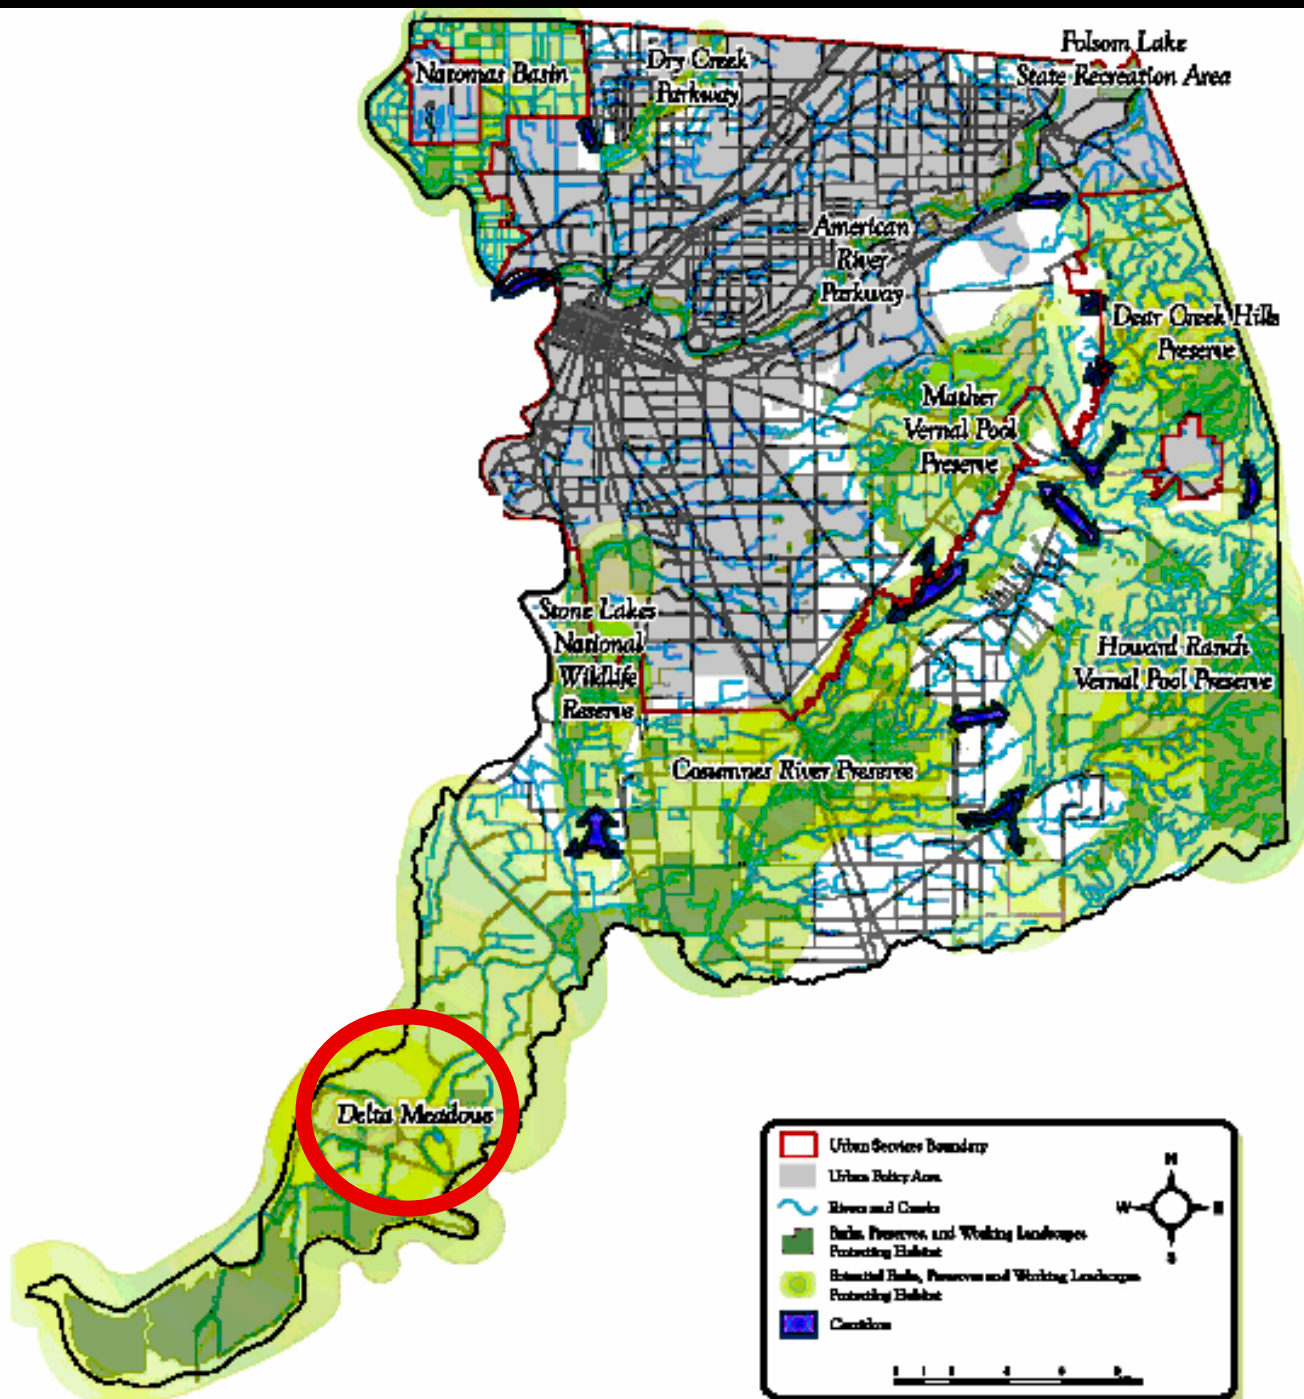 Natomas Basin
Dry Creek
Parkway
Folsom Lake
State Recreation Area
American
River
Parkway
Dear Creek Hills
Preserve
Mather
Vernal Pool
Preserve
Stone Lakes
National
Wildlife
Reserve
Howard Ranch
Vernal Pool Preserve
Cosumnes River Preserve
Delta Meadows
Urban Services Boundary
Urban Policy Area
Rivers and Creeks
Parks, Preserves, and Working Landscapes
Protecting Habitat
Potential Parks, Preserves and Working Landscapes
Protecting Habitat
Corridors
N
W
E
S